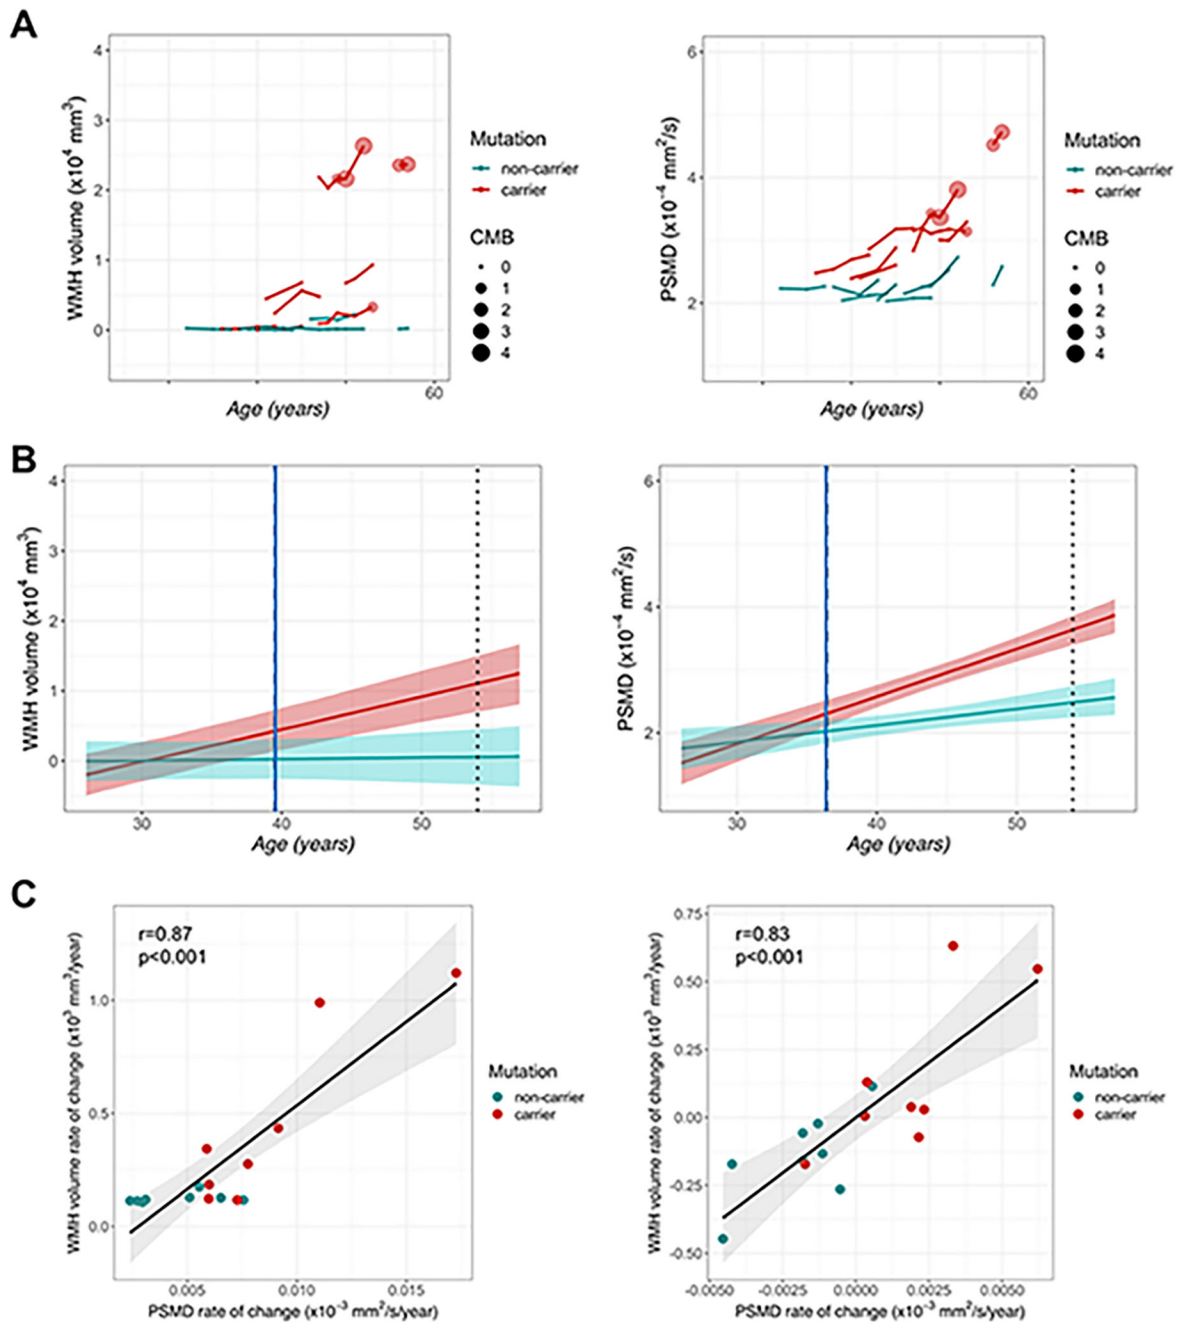 A
WMH volume (x10⁴ mm³)
4
3
2
1
0
60
Age (years)
Mutation
non-carrier
carrier
CMB
0
1
2
3
4
PSMD (x10⁻⁴ mm²/s)
6
4
2
60
Age (years)
Mutation
non-carrier
carrier
CMB
0
1
2
3
4
B
WMH volume (x10⁴ mm³)
4
3
2
1
0
30 40 50
Age (years)
PSMD (x10⁻⁴ mm²/s)
6
4
2
30 40 50
Age (years)
C
r=0.87
p<0.001
WMH volume rate of change (x10³ mm³/year)
1.0
0.5
0.0
0.005 0.010 0.015
PSMD rate of change (x10⁻³ mm²/s/year)
Mutation
non-carrier
carrier
r=0.83
p<0.001
WMH volume rate of change (x10³ mm³/year)
0.75
0.50
0.25
0.00
-0.25
-0.50
-0.0050 -0.0025 0.0000 0.0025 0.0050
PSMD rate of change (x10⁻³ mm²/s/year)
Mutation
non-carrier
carrier